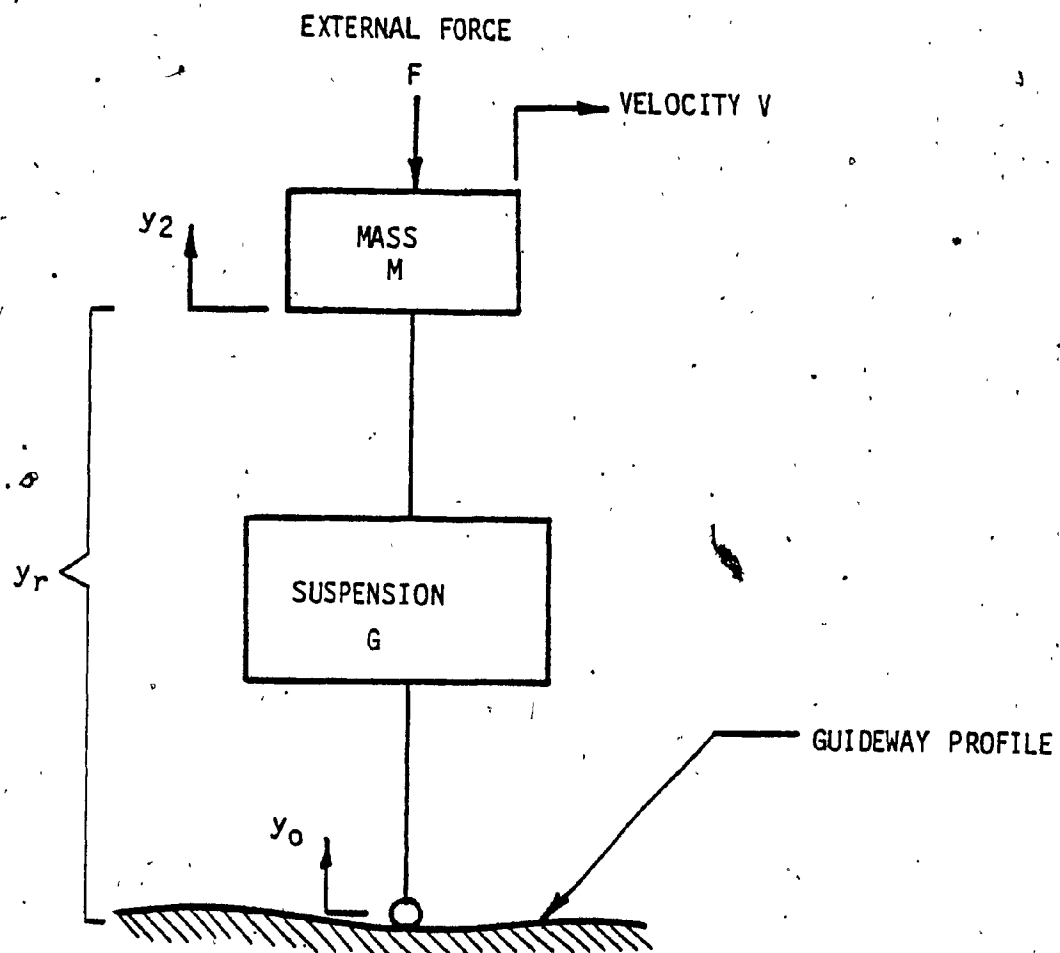 EXTERNAL FORCE
F
VELOCITY V
y2
MASS
M
yr
SUSPENSION
G
GUIDEWAY PROFILE
yo